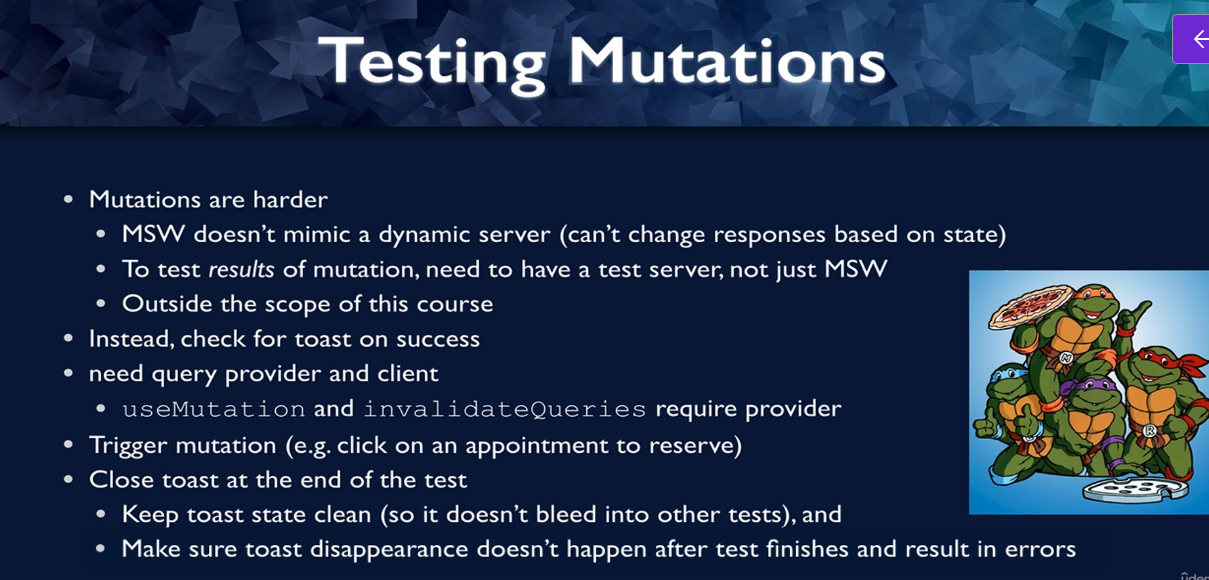 Testing Mutations
• Mutations are harder
• MSW doesn't mimic a dynamic server (can't change responses based on state)
• To test results of mutation, need to have a test server, not just MSW
• Outside the scope of this course
• Instead, check for toast on success
• need query provider and client
• useMutation and invalidateQueries require provider
• Trigger mutation (e.g. click on an appointment to reserve)
• Close toast at the end of the test
• Keep toast state clean (so it doesn't bleed into other tests), and
• Make sure toast disappearance doesn't happen after test finishes and result in errors